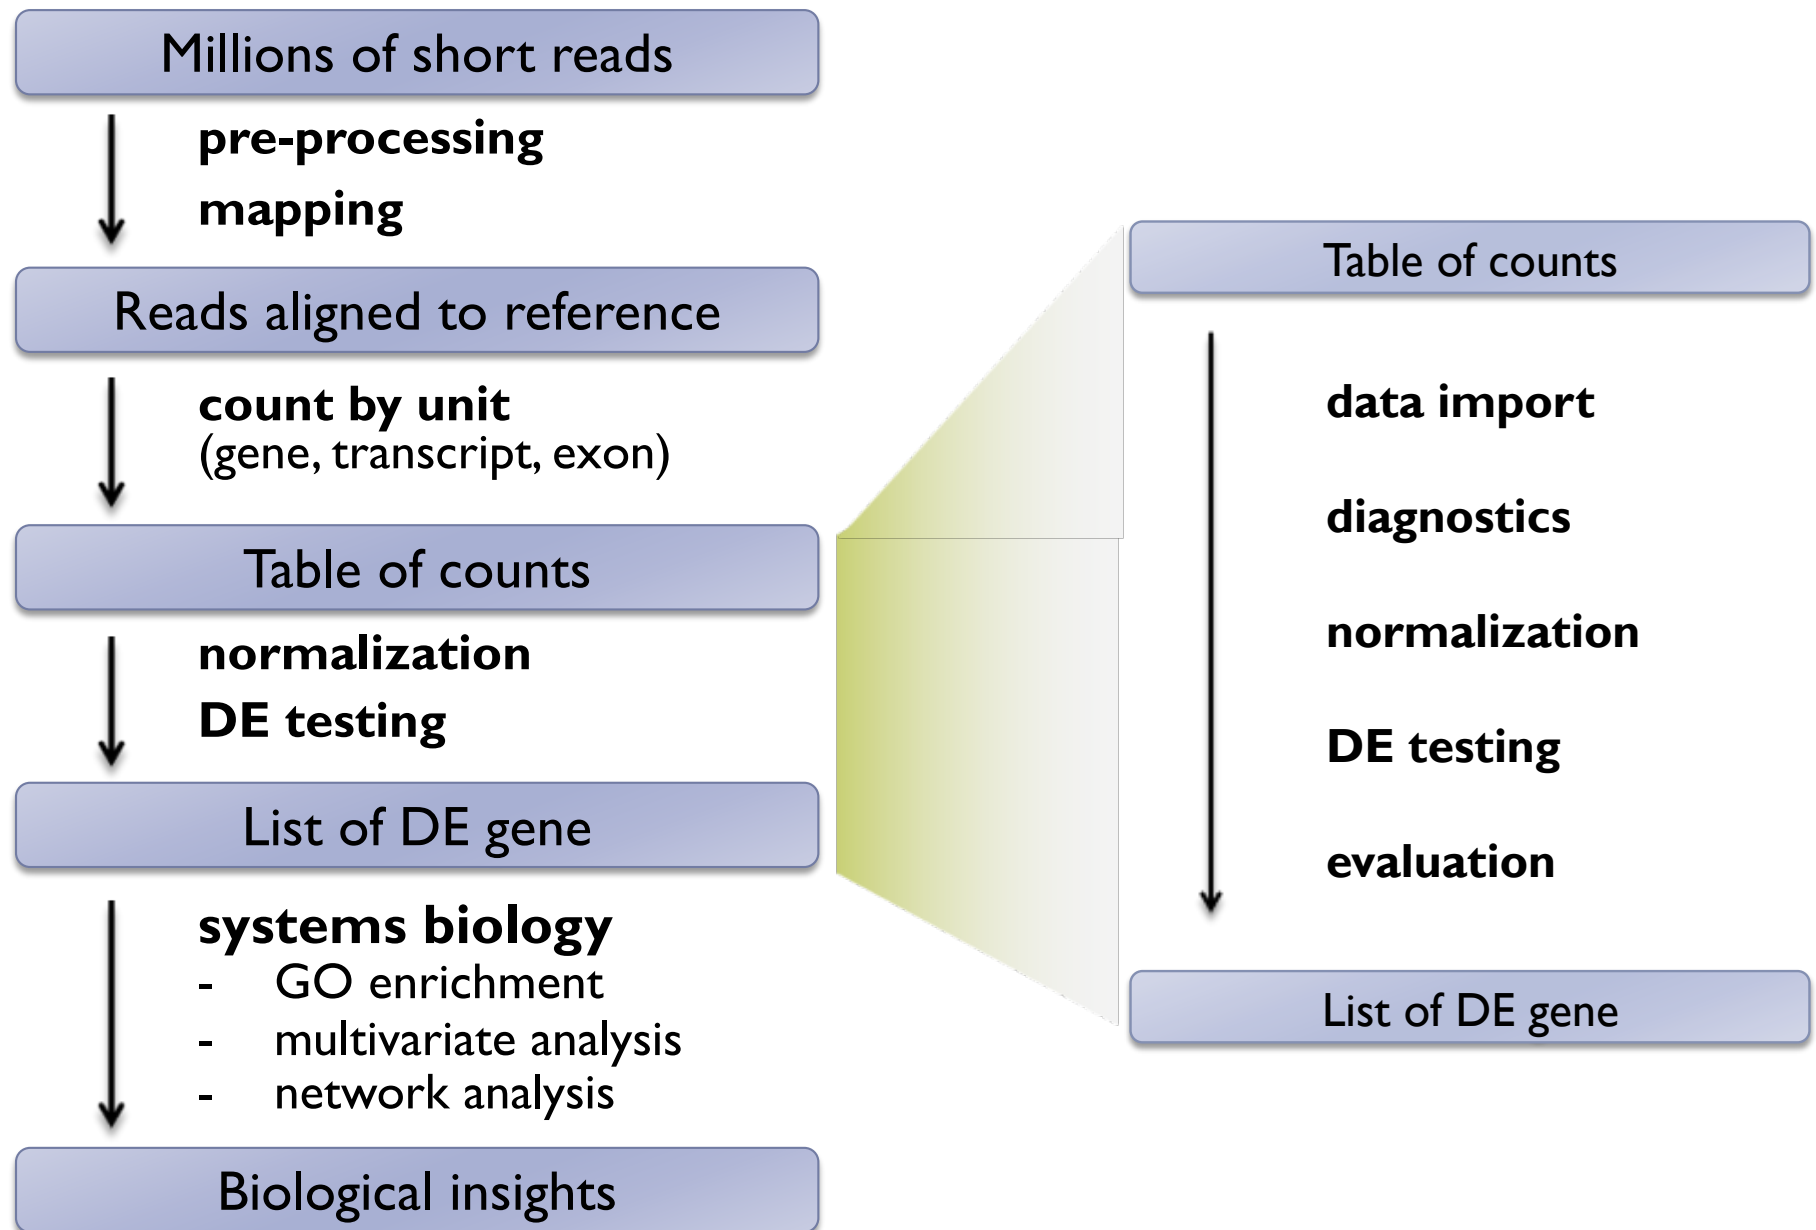 Millions of short reads
pre-processing
mapping
Reads aligned to reference
count by unit
(gene, transcript, exon)
Table of counts
normalization
DE testing
List of DE gene
systems biology
- GO enrichment
- multivariate analysis
- network analysis
Biological insights
Table of counts
data import
diagnostics
normalization
DE testing
evaluation
List of DE gene